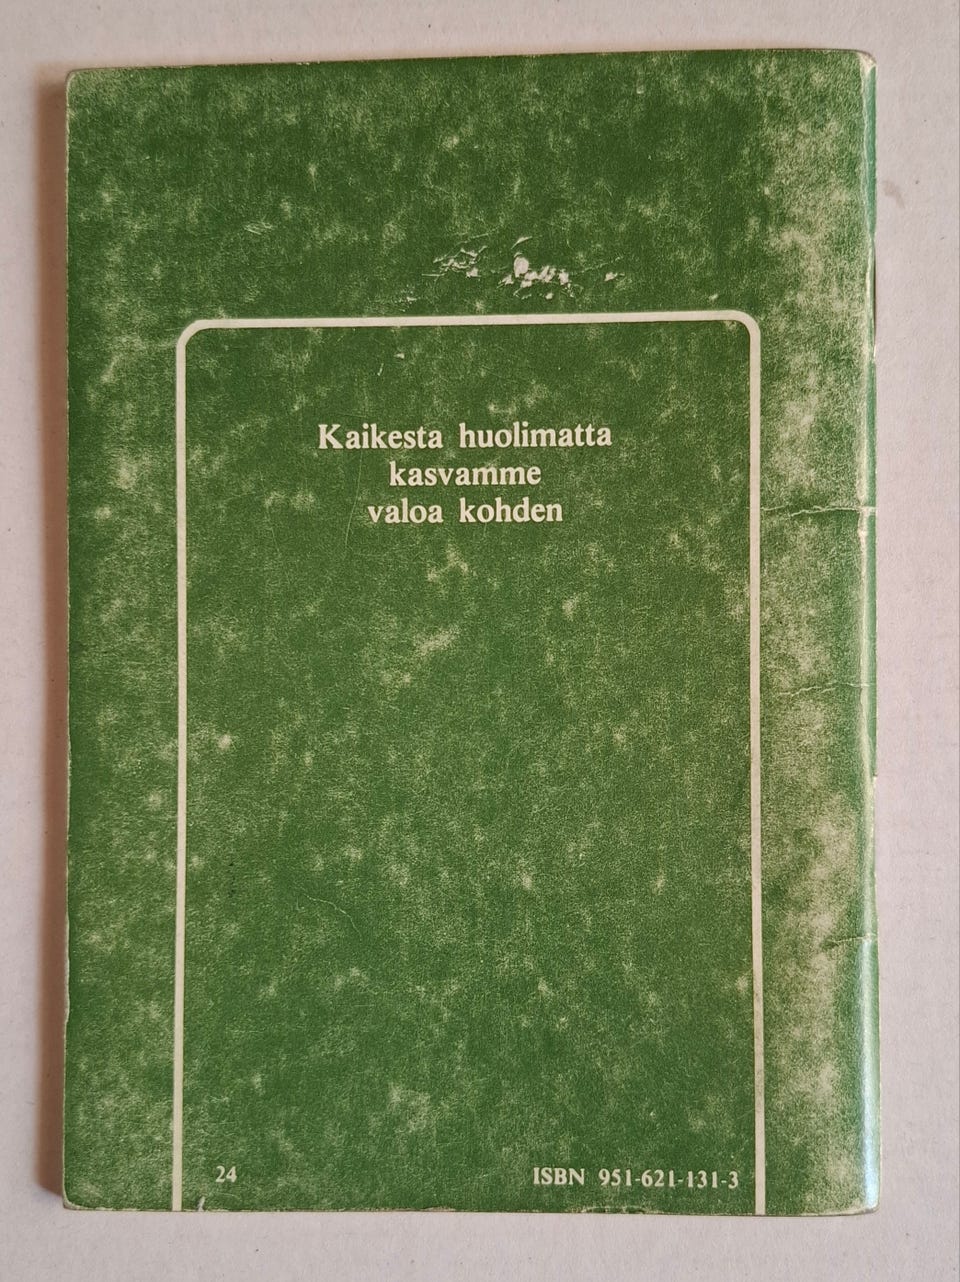 Kaikesta huolimatta
kasvamme
valoa kohden
24
ISBN 951-621-131-3